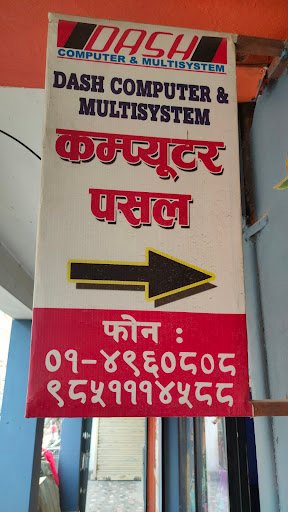 DASH
COMPUTER & MULTISYSTEM
DASH COMPUTER &
MULTISYSTEM
कम्प्यूटर
पसल
फोन :
०१-४९६०८०८
९८५१११४५८८